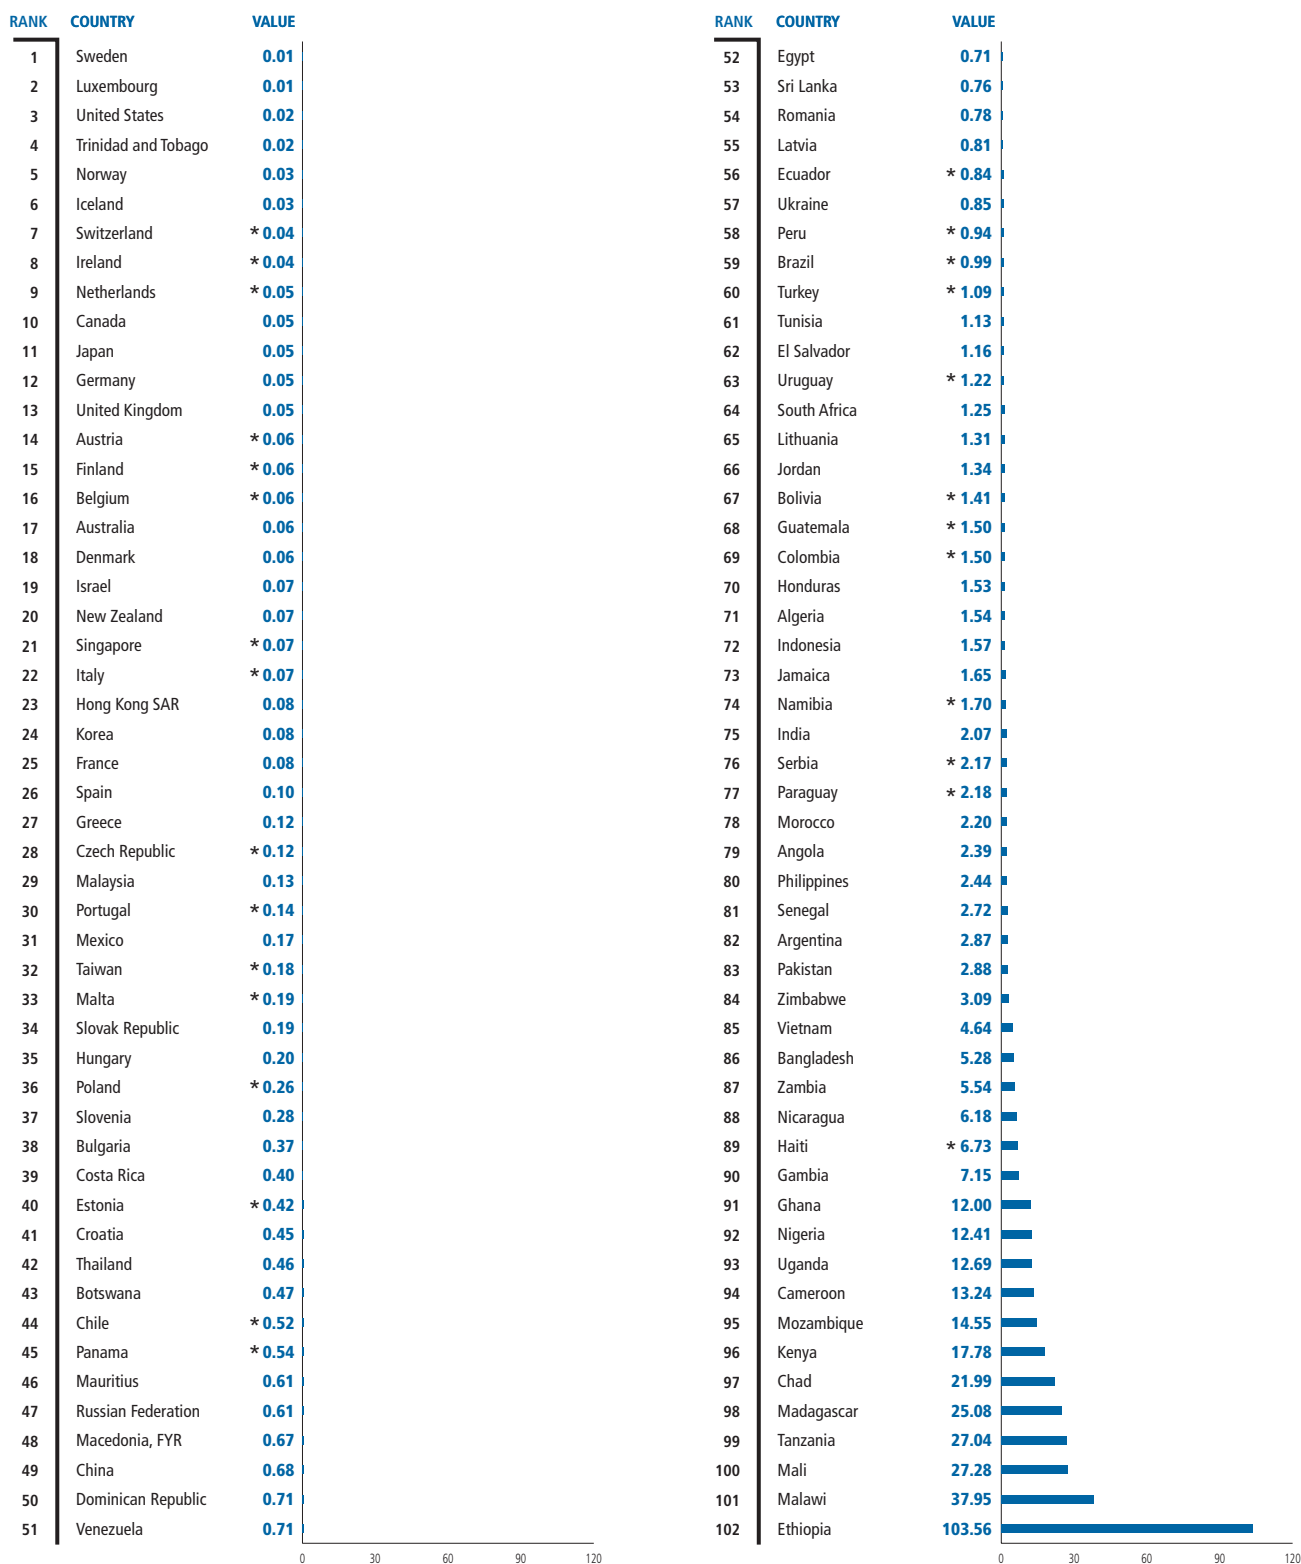 RANK COUNTRY VALUE
1 Sweden 0.01
2 Luxembourg 0.01
3 United States 0.02
4 Trinidad and Tobago 0.02
5 Norway 0.03
6 Iceland 0.03
7 Switzerland * 0.04
8 Ireland * 0.04
9 Netherlands * 0.05
10 Canada 0.05
11 Japan 0.05
12 Germany 0.05
13 United Kingdom 0.05
14 Austria * 0.06
15 Finland * 0.06
16 Belgium * 0.06
17 Australia 0.06
18 Denmark 0.06
19 Israel 0.07
20 New Zealand 0.07
21 Singapore * 0.07
22 Italy * 0.07
23 Hong Kong SAR 0.08
24 Korea 0.08
25 France 0.08
26 Spain 0.10
27 Greece 0.12
28 Czech Republic * 0.12
29 Malaysia 0.13
30 Portugal * 0.14
31 Mexico 0.17
32 Taiwan * 0.18
33 Malta * 0.19
34 Slovak Republic 0.19
35 Hungary 0.20
36 Poland * 0.26
37 Slovenia 0.28
38 Bulgaria 0.37
39 Costa Rica 0.40
40 Estonia * 0.42
41 Croatia 0.45
42 Thailand 0.46
43 Botswana 0.47
44 Chile * 0.52
45 Panama * 0.54
46 Mauritius 0.61
47 Russian Federation 0.61
48 Macedonia, FYR 0.67
49 China 0.68
50 Dominican Republic 0.71
51 Venezuela 0.71
0 30 60 90 120
RANK COUNTRY VALUE
52 Egypt 0.71
53 Sri Lanka 0.76
54 Romania 0.78
55 Latvia 0.81
56 Ecuador * 0.84
57 Ukraine 0.85
58 Peru * 0.94
59 Brazil * 0.99
60 Turkey * 1.09
61 Tunisia 1.13
62 El Salvador 1.16
63 Uruguay * 1.22
64 South Africa 1.25
65 Lithuania 1.31
66 Jordan 1.34
67 Bolivia * 1.41
68 Guatemala * 1.50
69 Colombia * 1.50
70 Honduras 1.53
71 Algeria 1.54
72 Indonesia 1.57
73 Jamaica 1.65
74 Namibia * 1.70
75 India 2.07
76 Serbia * 2.17
77 Paraguay * 2.18
78 Morocco 2.20
79 Angola 2.39
80 Philippines 2.44
81 Senegal 2.72
82 Argentina 2.87
83 Pakistan 2.88
84 Zimbabwe 3.09
85 Vietnam 4.64
86 Bangladesh 5.28
87 Zambia 5.54
88 Nicaragua 6.18
89 Haiti * 6.73
90 Gambia 7.15
91 Ghana 12.00
92 Nigeria 12.41
93 Uganda 12.69
94 Cameroon 13.24
95 Mozambique 14.55
96 Kenya 17.78
97 Chad 21.99
98 Madagascar 25.08
99 Tanzania 27.04
100 Mali 27.28
101 Malawi 37.95
102 Ethiopia 103.56
0 30 60 90 120